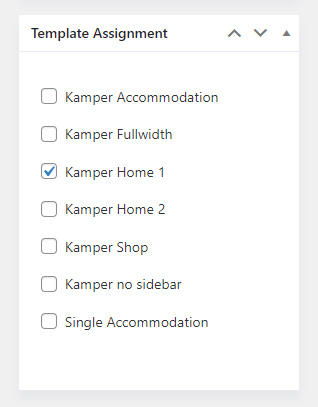 Template Assignment
Kamper Accommodation
Kamper Fullwidth
Kamper Home 1
Kamper Home 2
Kamper Shop
Kamper no sidebar
Single Accommodation